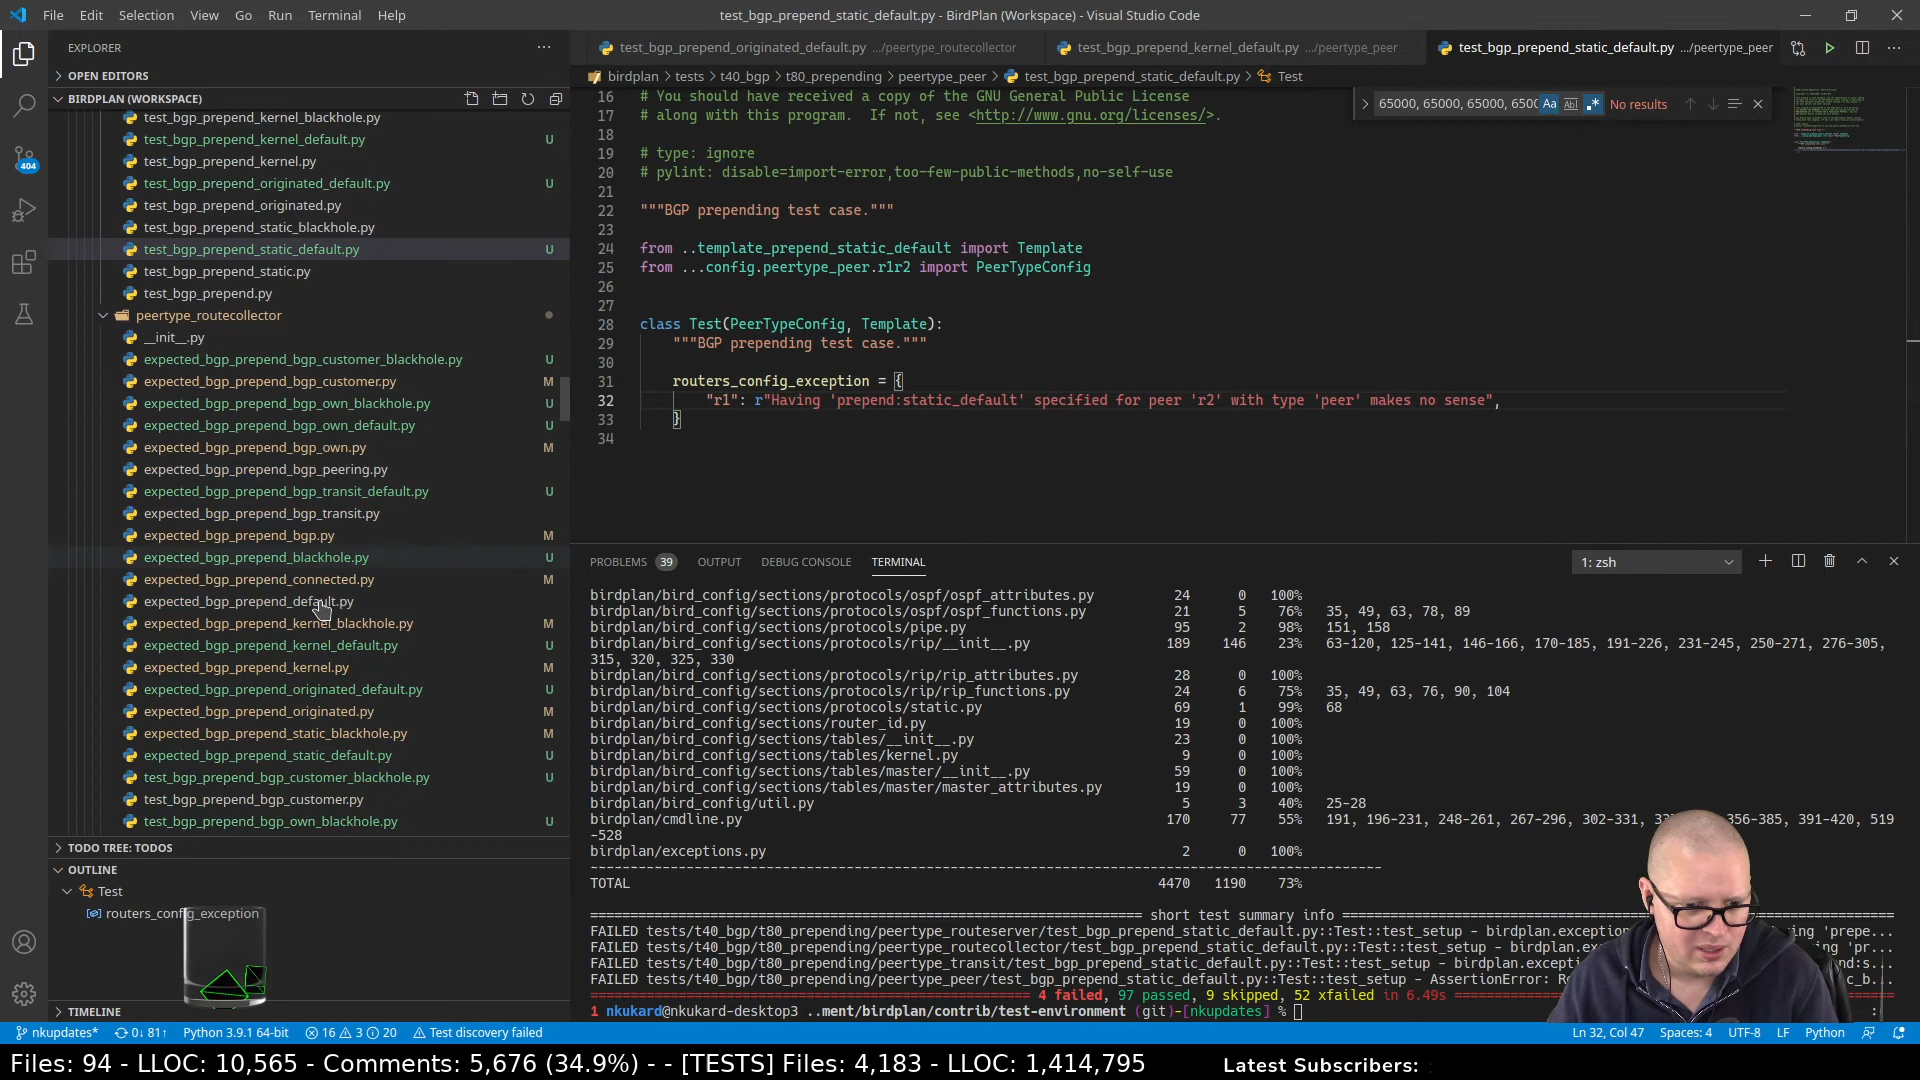 File Edit Selection View Go Run Terminal Help
test_bgp_prepend_static_default.py - BirdPlan (Workspace) - Visual Studio Code
EXPLORER
OPEN EDITORS
BIRDPLAN (WORKSPACE)
test_bgp_prepend_kernel_blackhole.py
test_bgp_prepend_kernel_default.py U
test_bgp_prepend_kernel.py
test_bgp_prepend_originated_default.py U
test_bgp_prepend_originated.py
test_bgp_prepend_static_blackhole.py
test_bgp_prepend_static_default.py U
test_bgp_prepend_static.py
test_bgp_prepend.py
peertype_routecollector
__init__.py
expected_bgp_prepend_bgp_customer_blackhole.py U
expected_bgp_prepend_bgp_customer.py M
expected_bgp_prepend_bgp_own_blackhole.py U
expected_bgp_prepend_bgp_own_default.py U
expected_bgp_prepend_bgp_own.py M
expected_bgp_prepend_bgp_peering.py
expected_bgp_prepend_bgp_transit_default.py U
expected_bgp_prepend_bgp_transit.py
expected_bgp_prepend_bgp.py M
expected_bgp_prepend_blackhole.py U
expected_bgp_prepend_connected.py M
expected_bgp_prepend_default.py
expected_bgp_prepend_kernel_blackhole.py M
expected_bgp_prepend_kernel_default.py U
expected_bgp_prepend_kernel.py M
expected_bgp_prepend_originated_default.py U
expected_bgp_prepend_originated.py M
expected_bgp_prepend_static_blackhole.py M
expected_bgp_prepend_static_default.py U
test_bgp_prepend_bgp_customer_blackhole.py U
test_bgp_prepend_bgp_customer.py
test_bgp_prepend_bgp_own_blackhole.py U
TODO TREE: TODOS
OUTLINE
Test
routers_config_exception
TIMELINE
404
test_bgp_prepend_originated_default.py .../peertype_routecollector
test_bgp_prepend_kernel_default.py .../peertype_peer
test_bgp_prepend_static_default.py .../peertype_peer
birdplan > tests > t40_bgp > t80_prepending > peertype_peer > test_bgp_prepend_static_default.py > Test
65000, 65000, 65000, 650 Aa Abl .* No results
16 # You should have received a copy of the GNU General Public License
17 # along with this program.  If not, see <http://www.gnu.org/licenses/>.
18
19 # type: ignore
20 # pylint: disable=import-error,too-few-public-methods,no-self-use
21
22 """BGP prepending test case."""
23
24 from ..template_prepend_static_default import Template
25 from ...config.peertype_peer.r1r2 import PeerTypeConfig
26
27
28 class Test(PeerTypeConfig, Template):
29 """BGP prepending test case."""
30
31 routers_config_exception = {
32 "r1": r"Having 'prepend:static_default' specified for peer 'r2' with type 'peer' makes no sense",
33 }
34
PROBLEMS 39 OUTPUT DEBUG CONSOLE TERMINAL
1: zsh
birdplan/bird_config/sections/protocols/ospf/ospf_attributes.py 24 0 100%
birdplan/bird_config/sections/protocols/ospf/ospf_functions.py 21 5 76% 35, 49, 63, 78, 89
birdplan/bird_config/sections/protocols/pipe.py 95 2 98% 151, 158
birdplan/bird_config/sections/protocols/rip/__init__.py 189 146 23% 63-120, 125-141, 146-166, 170-185, 191-226, 231-245, 250-271, 276-305,
315, 320, 325, 330
birdplan/bird_config/sections/protocols/rip/rip_attributes.py 28 0 100%
birdplan/bird_config/sections/protocols/rip/rip_functions.py 24 6 75% 35, 49, 63, 76, 90, 104
birdplan/bird_config/sections/protocols/static.py 69 1 99% 68
birdplan/bird_config/sections/router_id.py 19 0 100%
birdplan/bird_config/sections/tables/__init__.py 23 0 100%
birdplan/bird_config/sections/tables/kernel.py 9 0 100%
birdplan/bird_config/sections/tables/master/__init__.py 59 0 100%
birdplan/bird_config/sections/tables/master/master_attributes.py 19 0 100%
birdplan/bird_config/util.py 5 3 40% 25-28
birdplan/cmdline.py 170 77 55% 191, 196-231, 248-261, 267-296, 302-331, 356-385, 391-420, 519
-528
birdplan/exceptions.py 2 0 100%
TOTAL 4470 1190 73%
short test summary info
FAILED tests/t40_bgp/t80_prepending/peertype_routeserver/test_bgp_prepend_static_default.py::Test::test_setup - birdplan.exception 'prepe...
FAILED tests/t40_bgp/t80_prepending/peertype_routecollector/test_bgp_prepend_static_default.py::Test::test_setup - birdplan.exce 'pr...
FAILED tests/t40_bgp/t80_prepending/peertype_transit/test_bgp_prepend_static_default.py::Test::test_setup - birdplan.exception
FAILED tests/t40_bgp/t80_prepending/peertype_peer/test_bgp_prepend_static_default.py::Test::test_setup - AssertionError:
4 failed, 97 passed, 9 skipped, 52 xfailed in 6.49s
1 nkukard@nkukard-desktop3 ..ment/birdplan/contrib/test-environment (git)-[nkupdates] %
nkupdates* 0↓ 81↑ Python 3.9.1 64-bit 16 3 20 Test discovery failed Ln 32, Col 47 Spaces: 4 UTF-8 LF Python
Files: 94 - LLOC: 10,565 - Comments: 5,676 (34.9%) - - [TESTS] Files: 4,183 - LLOC: 1,414,795 Latest Subscribers: